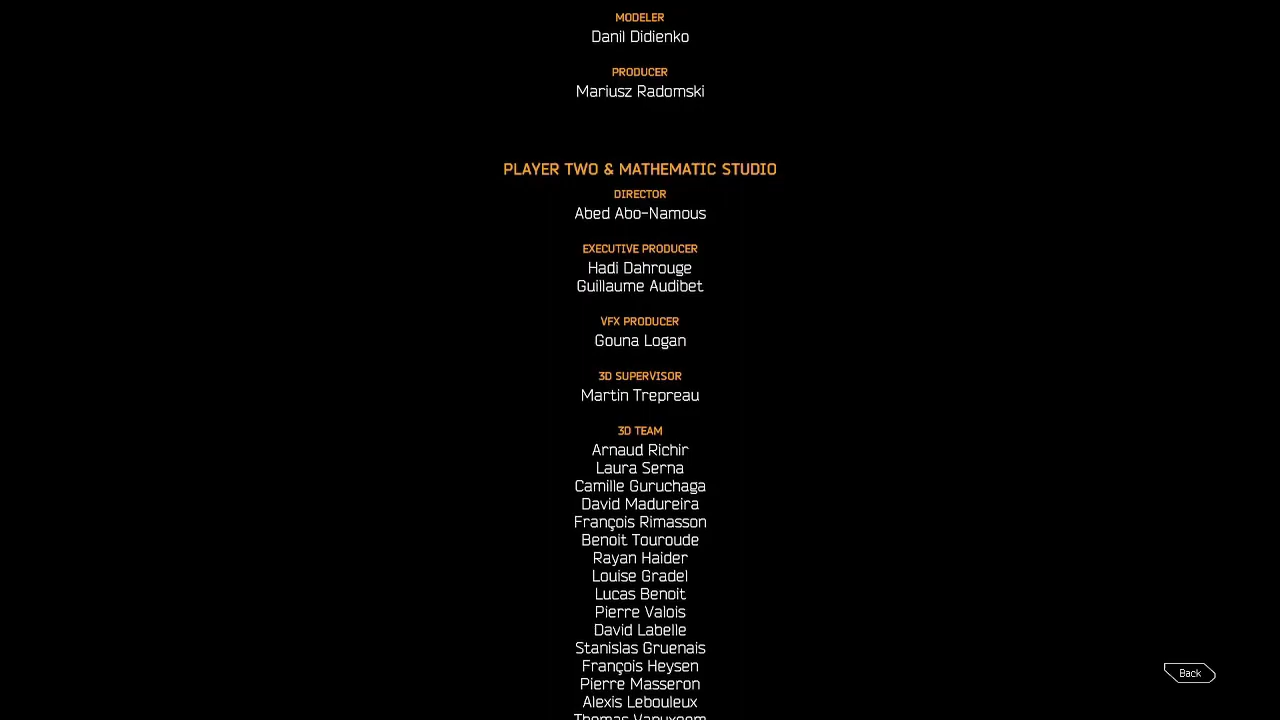 MODELER
Danil Didienko
PRODUCER
Mariusz Radomski
PLAYER TWO & MATHEMATIC STUDIO
DIRECTOR
Abed Abo-Namous
EXECUTIVE PRODUCER
Hadi Dahrouge
Guillaume Audibet
VFX PRODUCER
Gouna Logan
3D SUPERVISOR
Martin Trepreau
3D TEAM
Arnaud Richir
Laura Serna
Camille Guruchaga
David Madureira
François Rimasson
Benoit Touroude
Rayan Haider
Louise Gradel
Lucas Benoit
Pierre Valois
David Labelle
Stanislas Gruenais
François Heysen
Pierre Masseron
Alexis Lebouleux
Thomas
Back